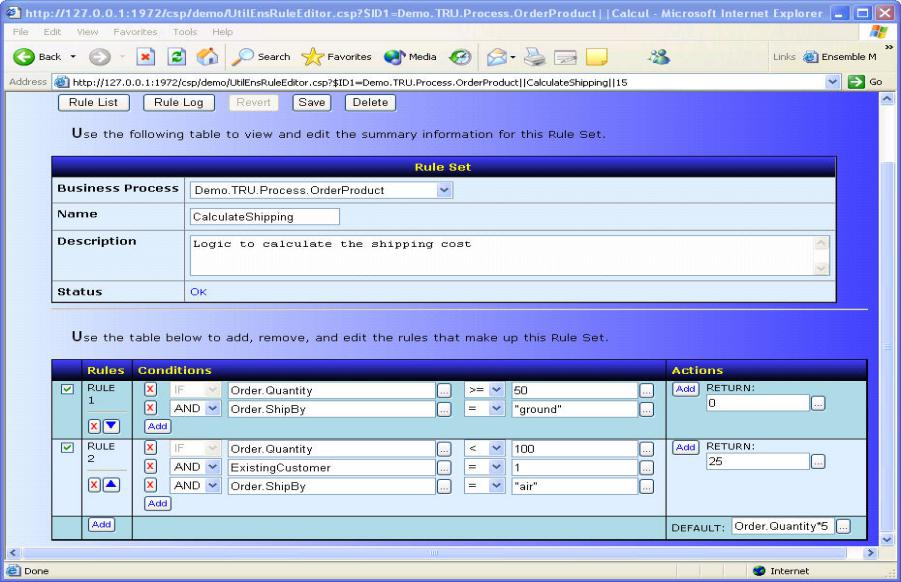 http://127.0.0.1:1972/csp/demo/UtilEnsRuleEditor.csp?$ID1=Demo.TRU.Process.OrderProduct||Calcul - Microsoft Internet Explorer
File Edit View Favorites Tools Help
Back Search Favorites Media Links Ensemble M
Address http://127.0.0.1:1972/csp/demo/UtilEnsRuleEditor.csp?$ID1=Demo.TRU.Process.OrderProduct||CalculateShipping||15 Go
Rule List Rule Log Revert Save Delete
Use the following table to view and edit the summary information for this Rule Set.
Rule Set
Business Process Demo.TRU.Process.OrderProduct
Name CalculateShipping
Description Logic to calculate the shipping cost
Status OK
Use the table below to add, remove, and edit the rules that make up this Rule Set.
Rules Conditions Actions
RULE 1 X IF Order.Quantity ... >= 50 ... Add RETURN:
X AND Order.ShipBy ... = "ground" ... 0 ...
X Add
RULE 2 X IF Order.Quantity ... < 100 ... Add RETURN:
X AND ExistingCustomer ... = 1 ... 25 ...
X X AND Order.ShipBy ... = "air" ...
Add
Add DEFAULT: Order.Quantity*5 ...
Done Internet